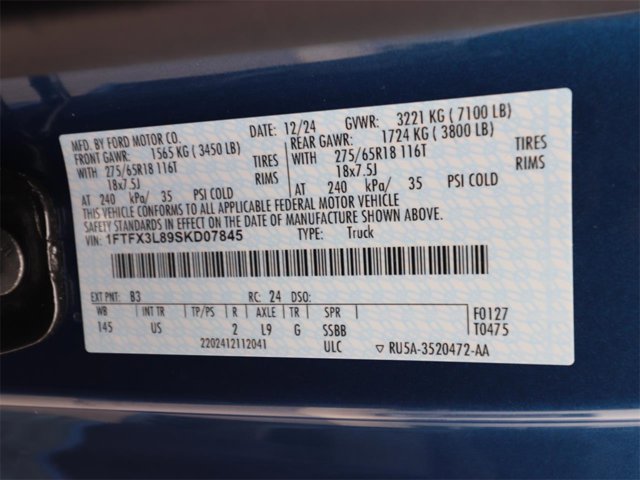 MFD. BY FORD MOTOR CO. DATE: 12/24 GVWR: 3221 KG ( 7100 LB)
FRONT GAWR: 1565 KG ( 3450 LB) REAR GAWR: 1724 KG ( 3800 LB)
WITH 275/65R18 116T TIRES WITH 275/65R18 116T TIRES
18x7.5J RIMS 18x7.5J RIMS
AT 240 kPa/ 35 PSI COLD AT 240 kPa/ 35 PSI COLD
THIS VEHICLE CONFORMS TO ALL APPLICABLE FEDERAL MOTOR VEHICLE
SAFETY STANDARDS IN EFFECT ON THE DATE OF MANUFACTURE SHOWN ABOVE.
VIN: 1FTFX3L89SKD07845 TYPE: Truck
EXT PNT: B3 RC: 24 DSO:
WB INT TR TP/PS R AXLE TR SPR F0127
145 US 2 L9 G SSBB T0475
2202412112041 ULC ▽ RU5A-3520472-AA